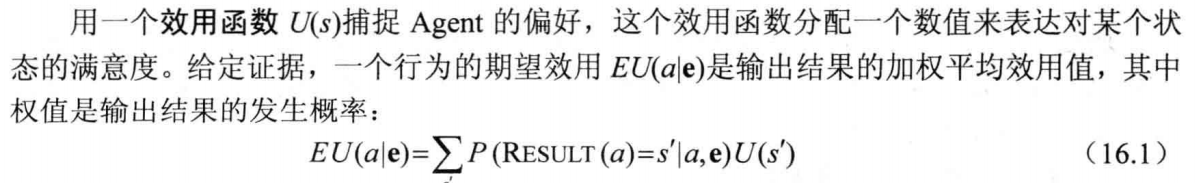 用一个效用函数 U(s)捕捉 Agent 的偏好，这个效用函数分配一个数值来表达对某个状
态的满意度。给定证据，一个行为的期望效用 EU(a|e)是输出结果的加权平均效用值，其中
权值是输出结果的发生概率：
EU(a|e)=∑P(RESULT(a)=s′|a,e)U(s′) （16.1）